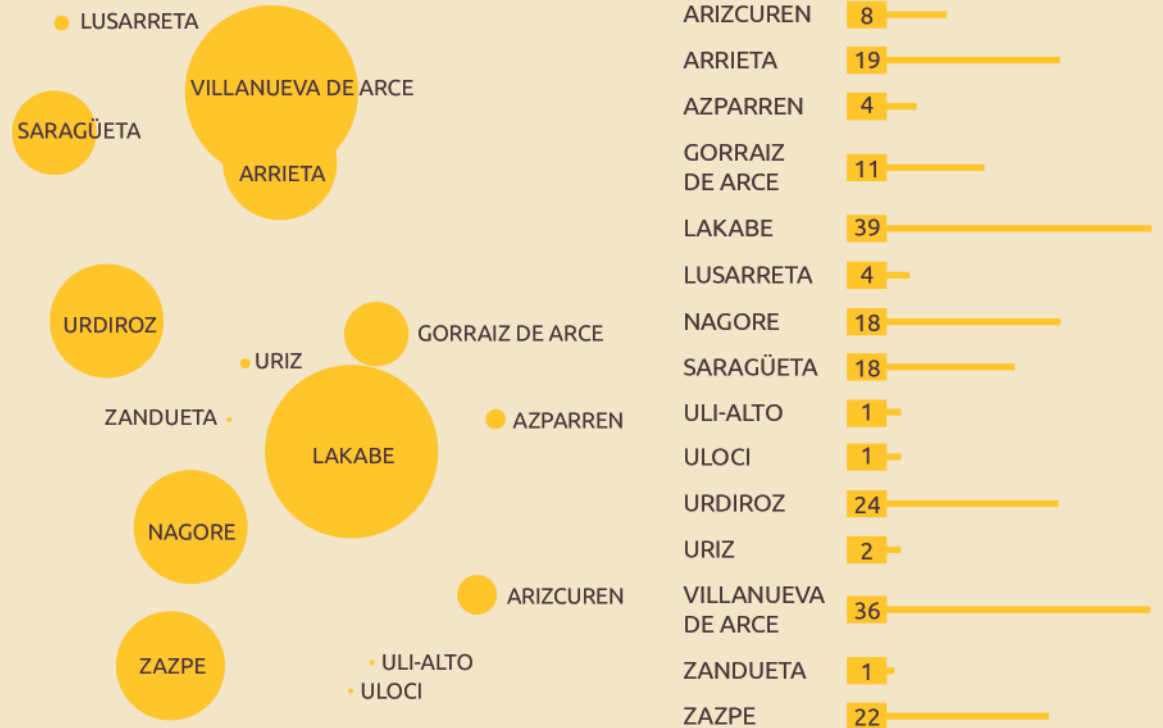 LUSARRETA
VILLANUEVA DE ARCE
SARAGÜETA
ARRIETA
URDIROZ
GORRAIZ DE ARCE
URIZ
ZANDUETA
AZPARREN
LAKABE
NAGORE
ARIZCUREN
ZAZPE
ULI-ALTO
ULOCI
ARIZCUREN 8
ARRIETA 19
AZPARREN 4
GORRAIZ
DE ARCE 11
LAKABE 39
LUSARRETA 4
NAGORE 18
SARAGÜETA 18
ULI-ALTO 1
ULOCI 1
URDIROZ 24
URIZ 2
VILLANUEVA
DE ARCE 36
ZANDUETA 1
ZAZPE 22